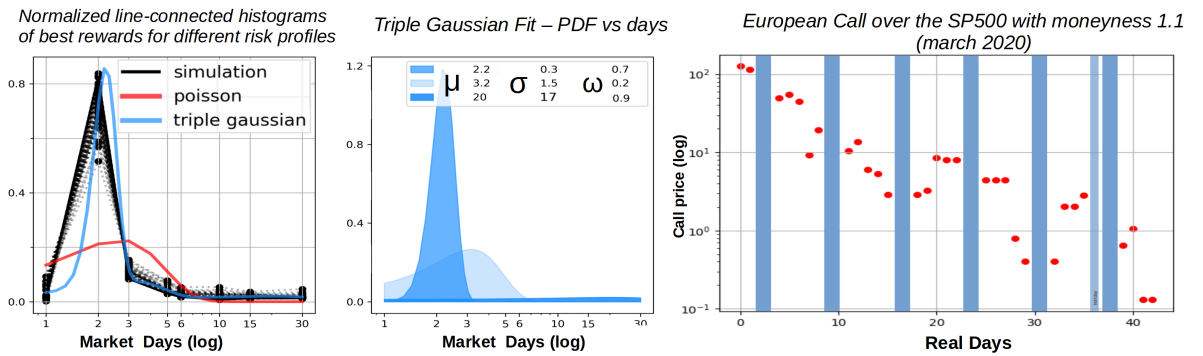 Normalized line-connected histograms
of best rewards for different risk profiles
0.8
0.4
0.0
simulation
poisson
triple gaussian
1 2 3 5 6 10 15 30
Market Days (log)
Triple Gaussian Fit – PDF vs days
1.2
0.8
0.4
0.0
μ σ ω
2.2 0.3 0.7
3.2 1.5 0.2
20 17 0.9
1 2 3 5 6 10 15 30
Market Days (log)
European Call over the SP500 with moneyness 1.1
(march 2020)
Call price (log)
10²
10¹
10⁰
10⁻¹
0 10 20 30 40
Real Days